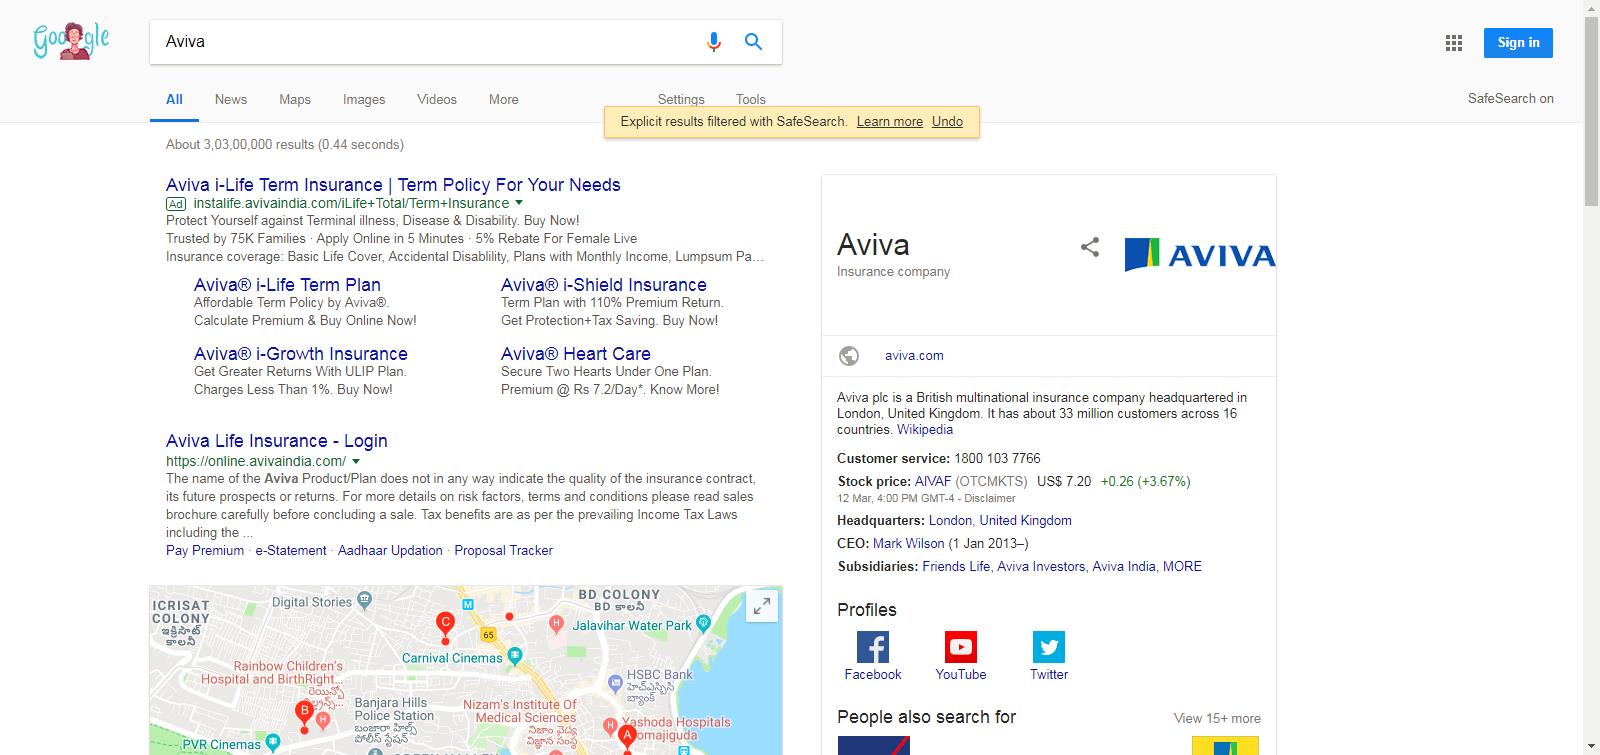 Google
Aviva
Sign in
All News Maps Images Videos More Settings Tools
SafeSearch on
Explicit results filtered with SafeSearch. Learn more Undo
About 3,03,00,000 results (0.44 seconds)
Aviva i-Life Term Insurance | Term Policy For Your Needs
Ad instalife.avivaindia.com/iLife+Total/Term+Insurance
Protect Yourself against Terminal illness, Disease & Disability. Buy Now!
Trusted by 75K Families · Apply Online in 5 Minutes · 5% Rebate For Female Live
Insurance coverage: Basic Life Cover, Accidental Disablility, Plans with Monthly Income, Lumpsum Pa…
Aviva® i-Life Term Plan
Affordable Term Policy by Aviva®.
Calculate Premium & Buy Online Now!
Aviva® i-Shield Insurance
Term Plan with 110% Premium Return.
Get Protection+Tax Saving. Buy Now!
Aviva® i-Growth Insurance
Get Greater Returns With ULIP Plan.
Charges Less Than 1%. Buy Now!
Aviva® Heart Care
Secure Two Hearts Under One Plan.
Premium @ Rs 7.2/Day*. Know More!
Aviva Life Insurance - Login
https://online.avivaindia.com/
The name of the Aviva Product/Plan does not in any way indicate the quality of the insurance contract,
its future prospects or returns. For more details on risk factors, terms and conditions please read sales
brochure carefully before concluding a sale. Tax benefits are as per the prevailing Income Tax Laws
including the ...
Pay Premium · e-Statement · Aadhaar Updation · Proposal Tracker
ICRISAT
COLONY
ఇక్రిసాట్
కాలనీ
Digital Stories
M
BD COLONY
BD కాలనీ
C
65
H
Jalavihar Water Park
Carnival Cinemas
Rainbow Children's
Hospital and BirthRight...
రెయిన్బో
B
H
Banjara Hills
Police Station
బంజారా హిల్స్
పోలీస్ స్టేషన్
Nizam's Institute Of
Medical Sciences
HSBC Bank
హెచ్ఎస్బిసి
బ్యాంక్
H
Yashoda Hospitals
Somajiguda
A
PVR Cinemas
Aviva
Insurance company
AVIVA
aviva.com
Aviva plc is a British multinational insurance company headquartered in
London, United Kingdom. It has about 33 million customers across 16
countries. Wikipedia
Customer service: 1800 103 7766
Stock price: AIVAF (OTCMKTS) US$ 7.20 +0.26 (+3.67%)
12 Mar, 4:00 PM GMT-4 - Disclaimer
Headquarters: London, United Kingdom
CEO: Mark Wilson (1 Jan 2013–)
Subsidiaries: Friends Life, Aviva Investors, Aviva India, MORE
Profiles
Facebook YouTube Twitter
People also search for View 15+ more